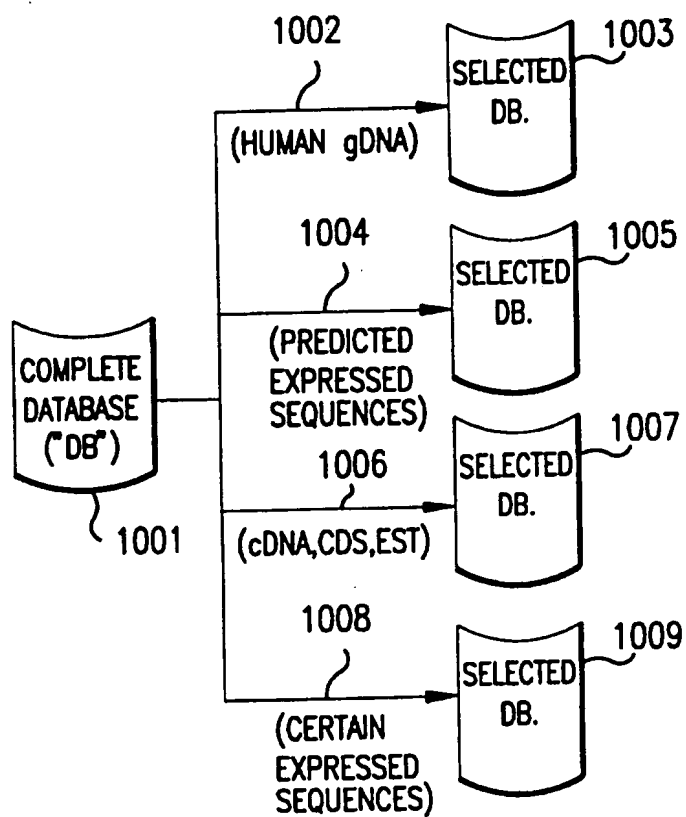 1002
1003
SELECTED
DB.
(HUMAN gDNA)
1004
1005
SELECTED
DB.
(PREDICTED
EXPRESSED
SEQUENCES)
COMPLETE
DATABASE
("DB")
1001
1006
1007
SELECTED
DB.
(cDNA,CDS,EST)
1008
1009
SELECTED
DB.
(CERTAIN
EXPRESSED
SEQUENCES)